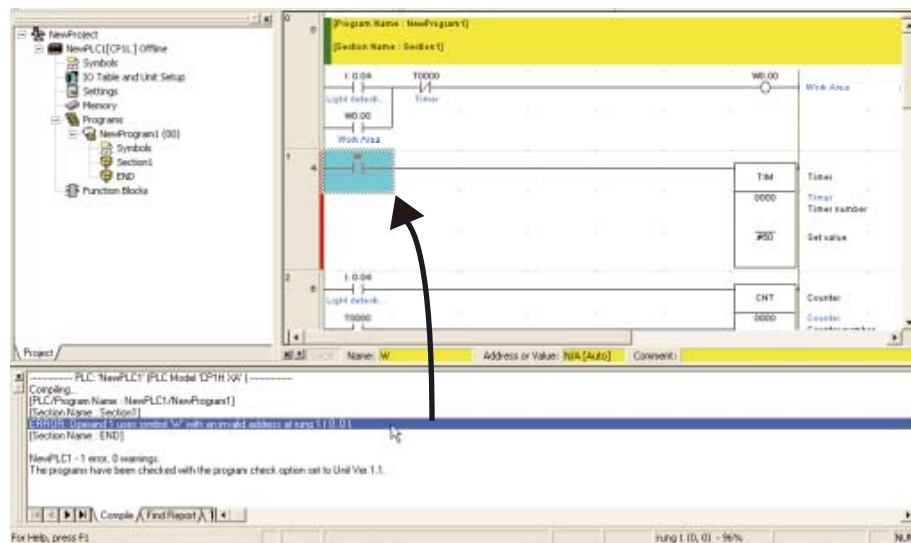 NewProject
NewPLC1[CP1L] Offline
Symbols
IO Table and Unit Setup
Settings
Memory
Programs
NewProgram1 (00)
Symbols
Section1
END
Function Blocks
Project
0
0
[Program Name : NewProgram1]
[Section Name : Section1]
I: 0.04
T0000
W0.00
Light detecti...
Timer
Work Area
W0.00
Work Area
1
4
W
TIM
Timer
0000
Timer
Timer number
#50
Set value
2
6
I: 0.04
Light detecti...
CNT
Counter
T0000
0000
Counter
Counter number
Name: W
Address or Value: N/A [Auto]
Comment:
---------- PLC: 'NewPLC1' (PLC Model 'CP1H XA') ----------
Compiling...
[PLC/Program Name : NewPLC1/NewProgram1]
[Section Name : Section1]
ERROR: Operand 1 uses symbol 'W' with an invalid address at rung 1 ( 0, 0 ).
[Section Name : END]
NewPLC1 - 1 error, 0 warnings.
The programs have been checked with the program check option set to Unit Ver.1.1.
Compile
Find Report
For Help, press F1
rung 1 (0, 0) - 96%
NUM